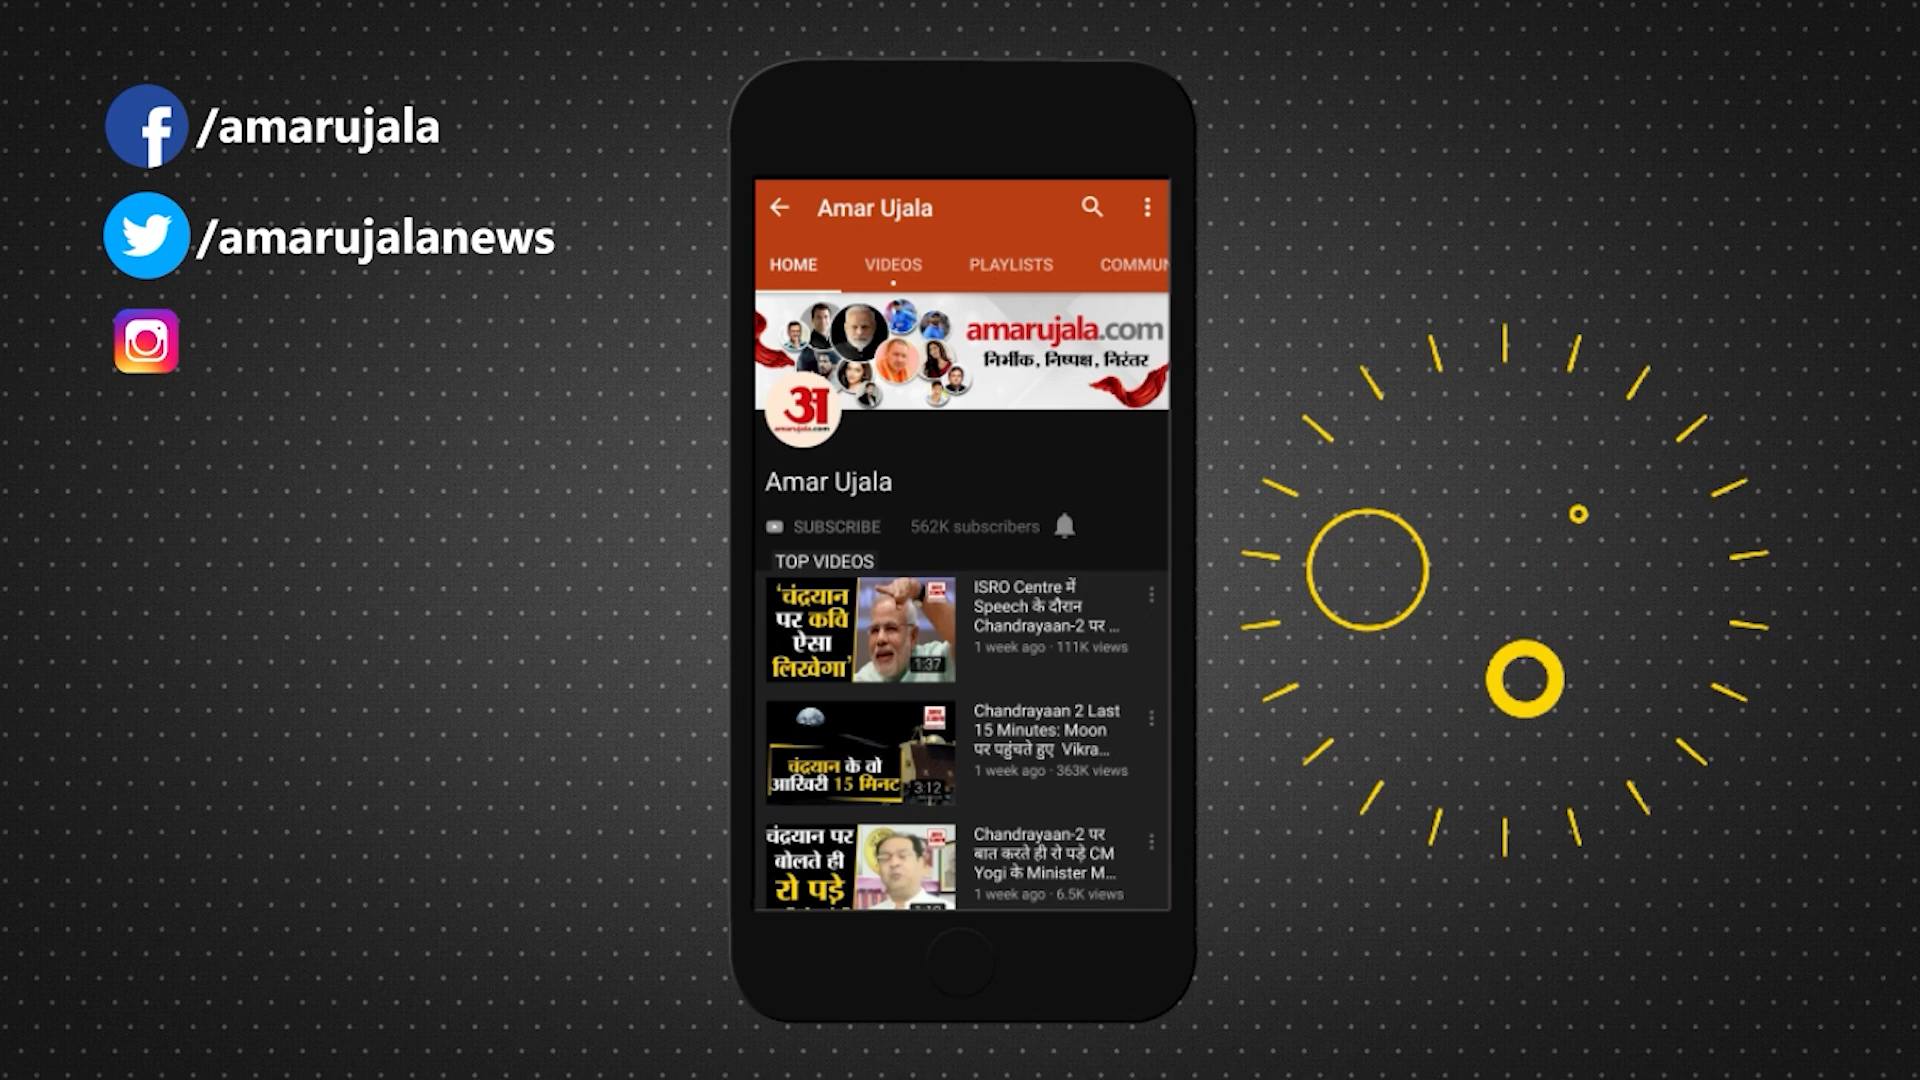 /amarujala
/amarujalanews
Amar Ujala
HOME VIDEOS PLAYLISTS COMMUN
amarujala.com
निर्भीक, निष्पक्ष, निरंतर
अ
amarujala.com
Amar Ujala
SUBSCRIBE 562K subscribers
TOP VIDEOS
'चंद्रयान
पर कवि
ऐसा
लिखेगा'
1:37
ISRO Centre में
Speech के दौरान
Chandrayaan-2 पर ...
1 week ago · 111K views
चंद्रयान के वो
आखिरी 15 मिनट
3:12
Chandrayaan 2 Last
15 Minutes: Moon
पर पहुंचते हुए Vikra...
1 week ago · 363K views
चंद्रयान पर
बोलते ही
रो पड़े
Chandrayaan-2 पर
बात करते ही रो पड़े CM
Yogi के Minister M...
1 week ago · 6.5K views